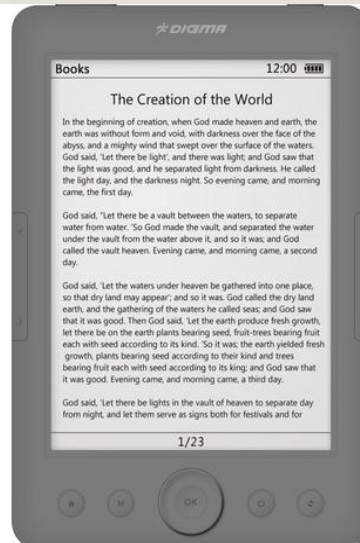 DIGMA
Books 12:00
The Creation of the World
In the beginning of creation, when God made heaven and earth, the
earth was without form and void, with darkness over the face of the
abyss, and a mighty wind that swept over the surface of the waters.
God said, 'Let there be light', and there was light; and God saw that
the light was good, and he separated light from darkness. He called
the light day, and the darkness night. So evening came, and morning
came, the first day.
God said, "Let there be a vault between the waters, to separate
water from water. 'So God made the vault, and separated the water
under the vault from the water above it, and so it was; and God
called the vault heaven. Evening came, and morning came, a second
day.
God said, 'Let the waters under heaven be gathered into one place,
so that dry land may appear'; and so it was. God called the dry land
earth, and the gathering of the waters he called seas; and God saw
that it was good. Then God said, 'Let the earth produce fresh growth,
let there be on the earth plants bearing seed, fruit-trees bearing fruit
each with seed according to its kind. 'So it was; the earth yielded fresh
growth, plants bearing seed according to their kind and trees
bearing fruit each with seed according to its king; and God saw that
it was good. Evening came, and morning came, a third day.
God said, 'Let there be lights in the vault of heaven to separate day
from night, and let them serve as signs both for festivals and for
1/23
M
OK